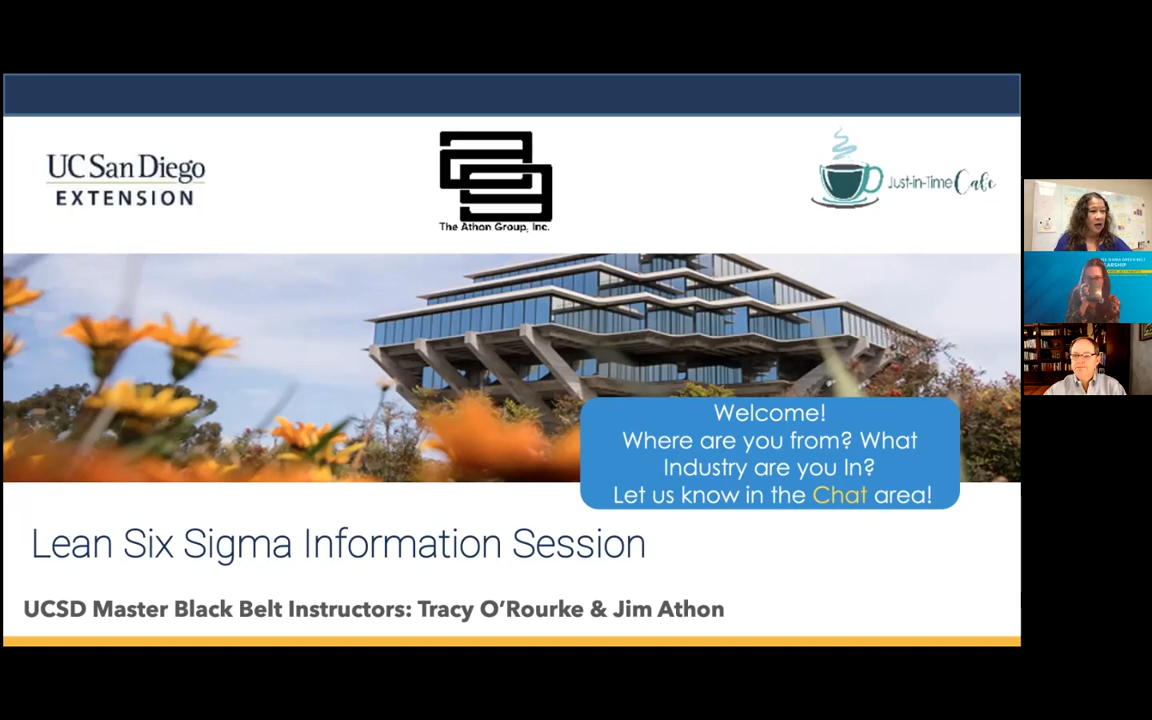 UC San Diego
EXTENSION
The Athon Group, Inc.
Just-in-Time Cafe
Welcome!
Where are you from? What
Industry are you In?
Let us know in the Chat area!
Lean Six Sigma Information Session
UCSD Master Black Belt Instructors: Tracy O'Rourke & Jim Athon